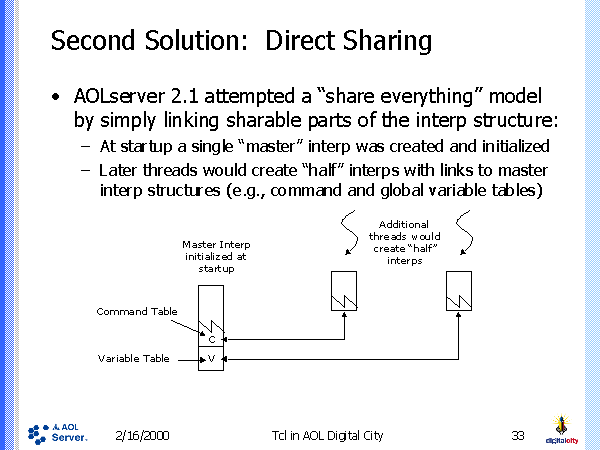 Second Solution: Direct Sharing
• AOLserver 2.1 attempted a “share everything” model
by simply linking sharable parts of the interp structure:
– At startup a single “master” interp was created and initialized
– Later threads would create “half” interps with links to master
interp structures (e.g., command and global variable tables)
Additional
threads would
create “half”
interps
Master Interp
initialized at
startup
Command Table
C
Variable Table
V
AOL
Server.
2/16/2000
Tcl in AOL Digital City
33
digitalcity